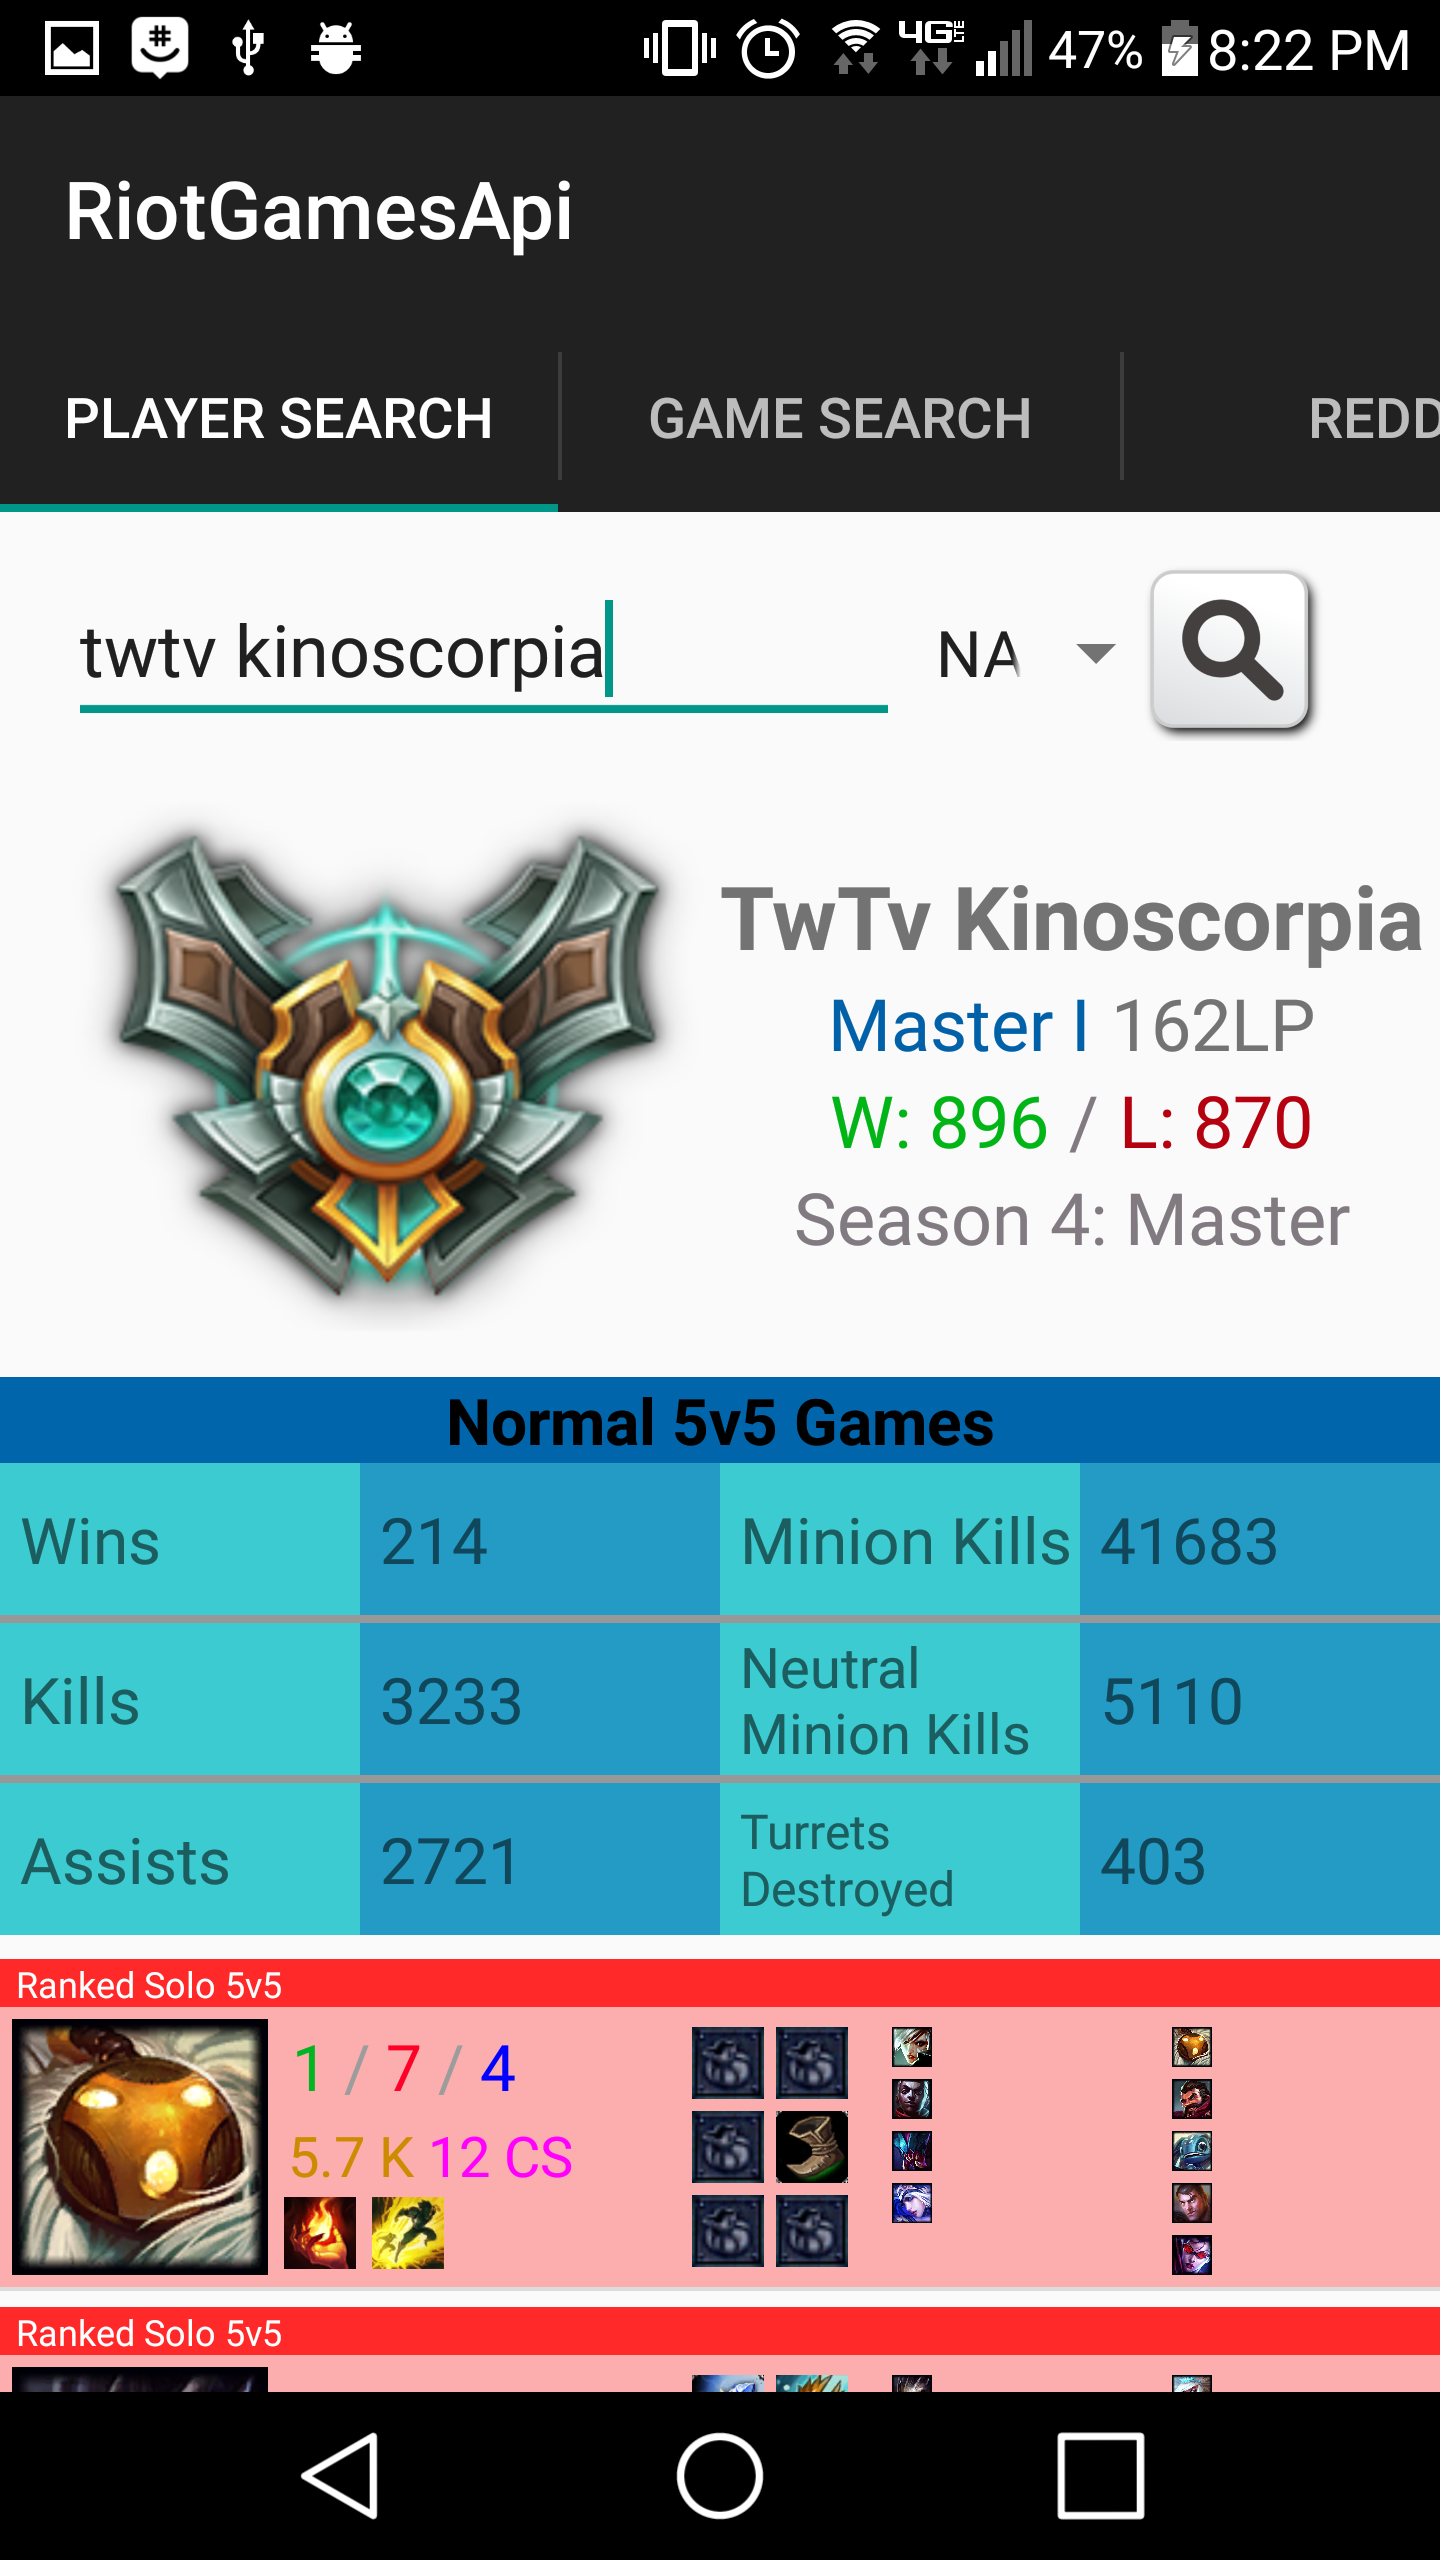 47% 8:22 PM
RiotGamesApi
PLAYER SEARCH GAME SEARCH REDD
twtv kinoscorpia NA
TwTv Kinoscorpia
Master I 162LP
W: 896 / L: 870
Season 4: Master
Normal 5v5 Games
Wins 214 Minion Kills 41683
Kills 3233 Neutral Minion Kills 5110
Assists 2721 Turrets Destroyed 403
Ranked Solo 5v5
1 / 7 / 4
5.7 K 12 CS
Ranked Solo 5v5